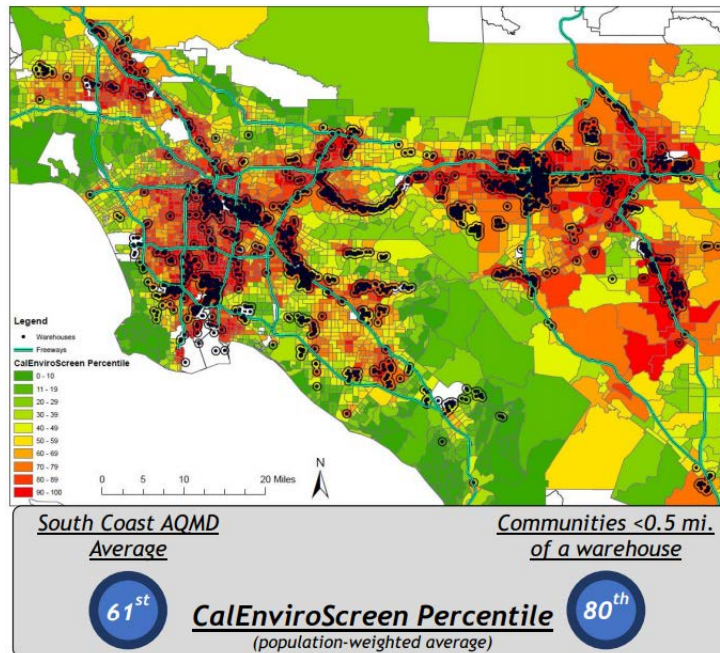 Legend
Warehouses
Freeways
CalEnviroScreen Percentile
0 - 10
11 - 19
20 - 29
30 - 39
40 - 49
50 - 59
60 - 69
70 - 79
80 - 89
90 - 100
0 5 10 20 Miles
N
South Coast AQMD
Average
61st
Communities <0.5 mi.
of a warehouse
80th
CalEnviroScreen Percentile
(population-weighted average)